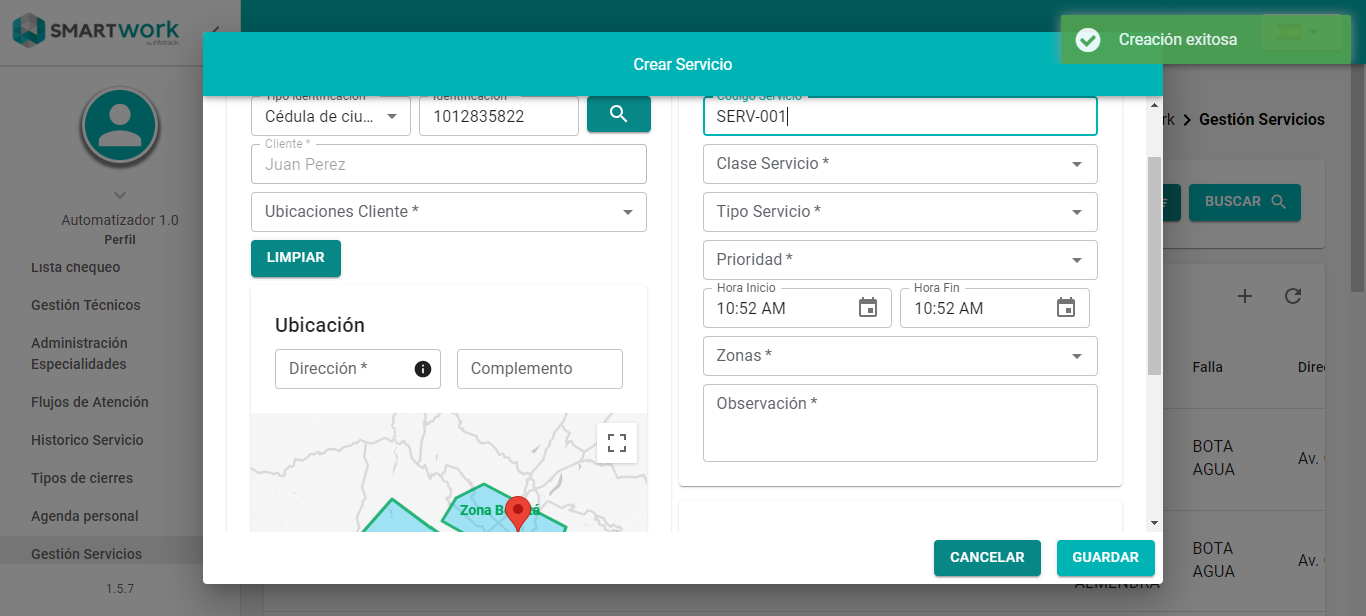 SMARTWORK
by infotrack
Creación exitosa
Crear Servicio
Gestión Servicios
BUSCAR
Automatizador 1.0
Perfil
Lista chequeo
Gestión Técnicos
Administración
Especialidades
Flujos de Atención
Historico Servicio
Tipos de cierres
Agenda personal
Gestión Servicios
1.5.7
Tipo Identificación
Cédula de ciu...
Identificación
1012835822
Cliente *
Juan Perez
Ubicaciones Cliente *
LIMPIAR
Ubicación
Dirección *
Complemento
Código Servicio
SERV-001
Clase Servicio *
Tipo Servicio *
Prioridad *
Hora Inicio
10:52 AM
Hora Fin
10:52 AM
Zonas *
Observación *
CANCELAR
GUARDAR
Falla
BOTA
AGUA
Av.
BOTA
AGUA
Av.
ALMENDRA